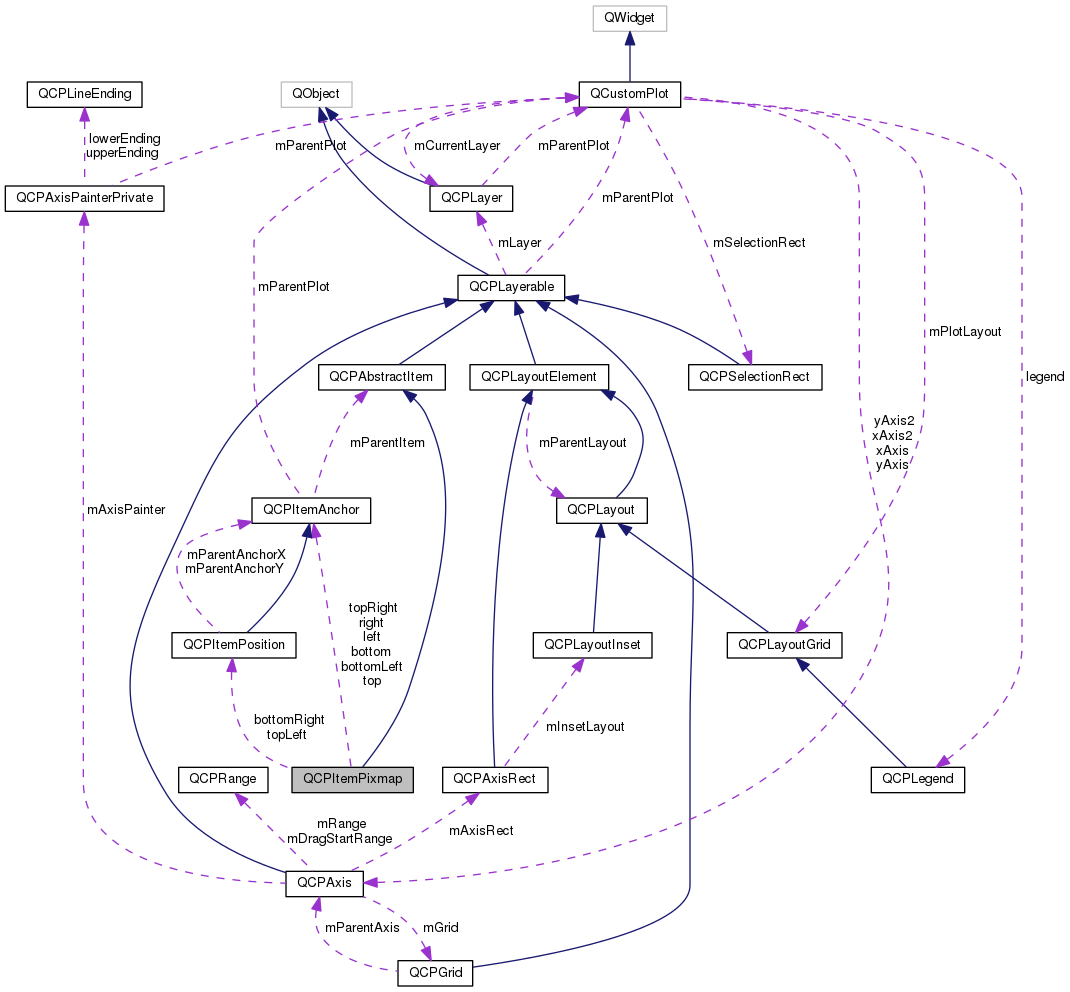 QWidget
QCPLineEnding
QObject
QCustomPlot
lowerEnding
upperEnding
mParentPlot
mCurrentLayer
mParentPlot
QCPAxisPainterPrivate
QCPLayer
mParentPlot
mLayer
mSelectionRect
mParentPlot
QCPLayerable
mPlotLayout
QCPAbstractItem
QCPLayoutElement
QCPSelectionRect
legend
yAxis2
xAxis2
xAxis
yAxis
mParentItem
mParentLayout
mAxisPainter
QCPItemAnchor
QCPLayout
mParentAnchorX
mParentAnchorY
topRight
right
left
bottom
bottomLeft
top
QCPItemPosition
QCPLayoutInset
QCPLayoutGrid
bottomRight
topLeft
mInsetLayout
QCPRange
QCPItemPixmap
QCPAxisRect
QCPLegend
mRange
mDragStartRange
mAxisRect
QCPAxis
mParentAxis
mGrid
QCPGrid